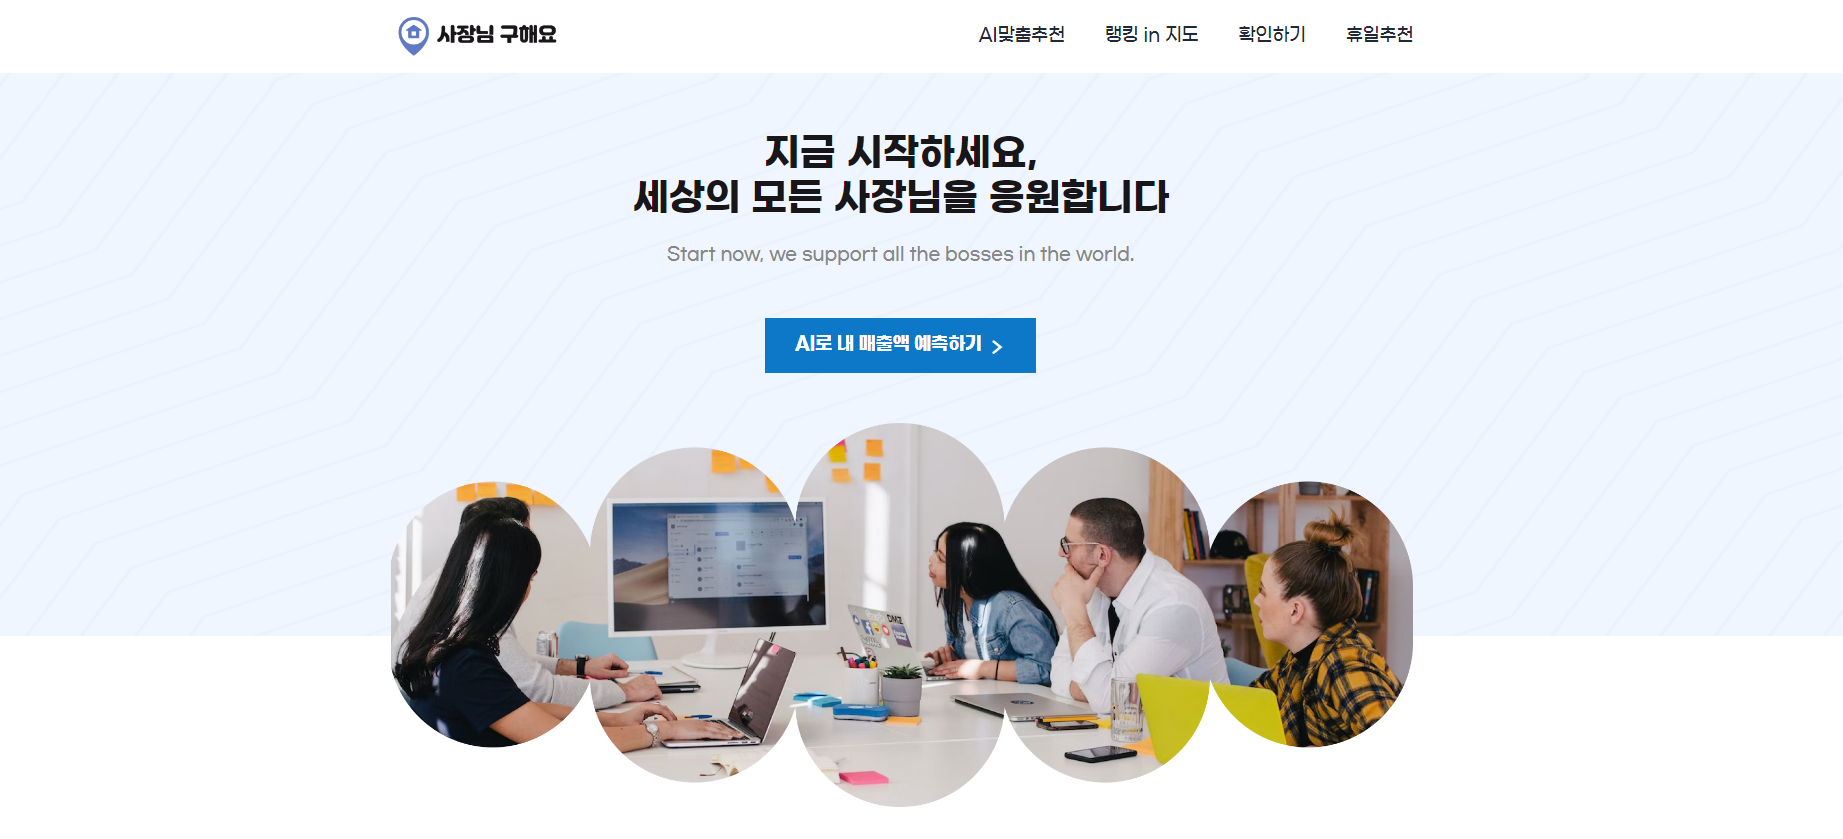 사장님 구해요
AI맞춤추천 랭킹 in 지도 확인하기 휴일추천
지금 시작하세요,
세상의 모든 사장님을 응원합니다
Start now, we support all the bosses in the world.
AI로 내 매출액 예측하기
DMZ